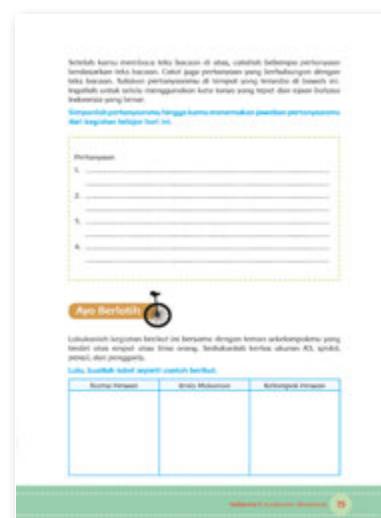 Setelah kamu membaca teks bacaan di atas, catatlah beberapa pertanyaan
berdasarkan teks bacaan. Catat juga pertanyaan yang berhubungan dengan
teks bacaan. Tuliskan pertanyaanmu di tempat yang tersedia di bawah ini.
Ingatlah untuk selalu menggunakan kata tanya yang tepat dan ejaan bahasa
Indonesia yang benar.
Simpanlah pertanyaanmu hingga kamu menemukan jawaban pertanyaanmu
dari kegiatan belajar hari ini.
Pertanyaan
1.
2.
3.
4.
Ayo Berlatih
Lakukanlah kegiatan berikut ini bersama dengan teman sekelompokmu yang
terdiri atas empat atau lima orang. Sediakanlah kertas ukuran A3, spidol,
pensil, dan penggaris.
Lalu, buatlah tabel seperti contoh berikut.
Nama Hewan Jenis Makanan Kelompok Hewan
15